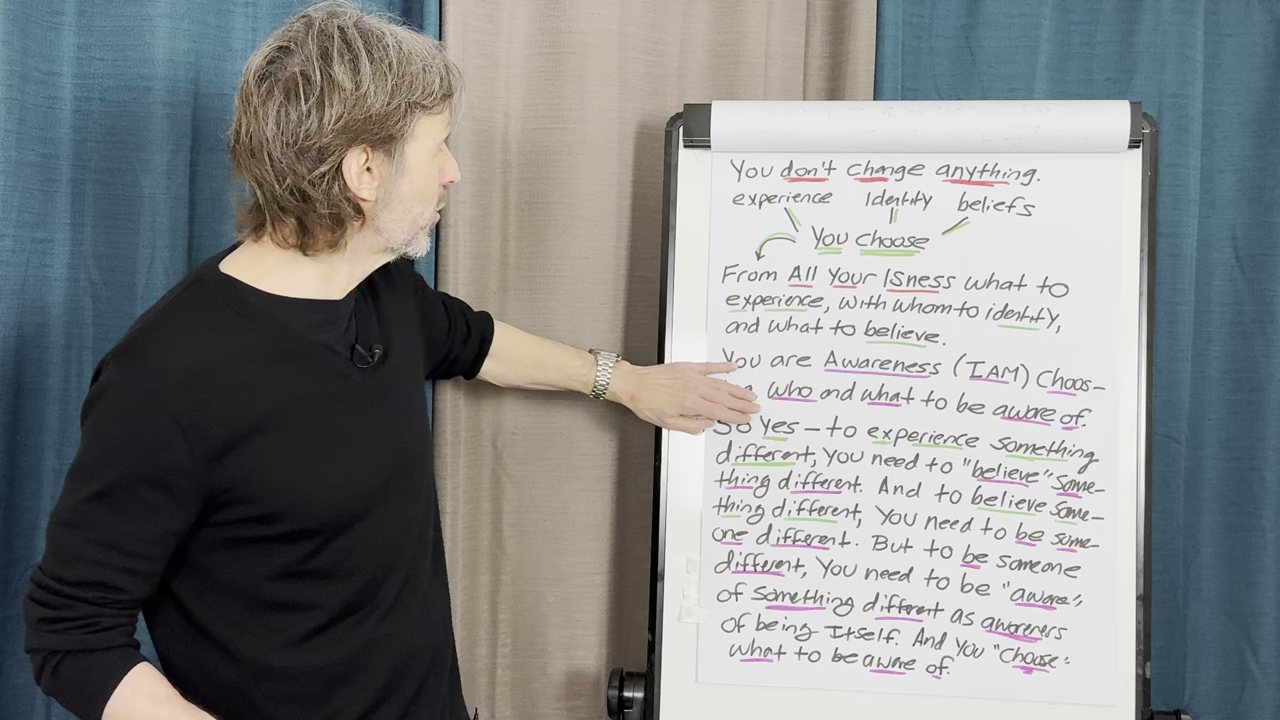 You don't change anything.
experience Identity beliefs
You choose
From All Your ISness what to
experience, with whom to identity,
and what to believe.
You are Awareness (I AM) Choos-
who and what to be aware of.
So Yes - to experience something
different, you need to "believe" some-
thing different. And to believe some-
thing different, you need to be some-
one different. But to be someone
different, you need to be "aware",
of something different as awareners
of being Itself. And you "Choose"
what to be aware of.